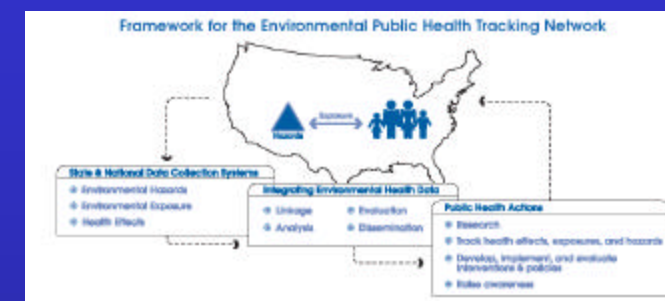 Framework for the Environmental Public Health Tracking Network
Exposure
Hazards
State & National Data Collection Systems
Environmental Hazards
Environmental Exposure
Health Effects
Integrating Environmental Health Data
Linkage
Evaluation
Analysis
Dissemination
Public Health Actions
Research
Track health effects, exposures, and hazards
Develop, implement, and evaluate
interventions & policies
Raise awareness